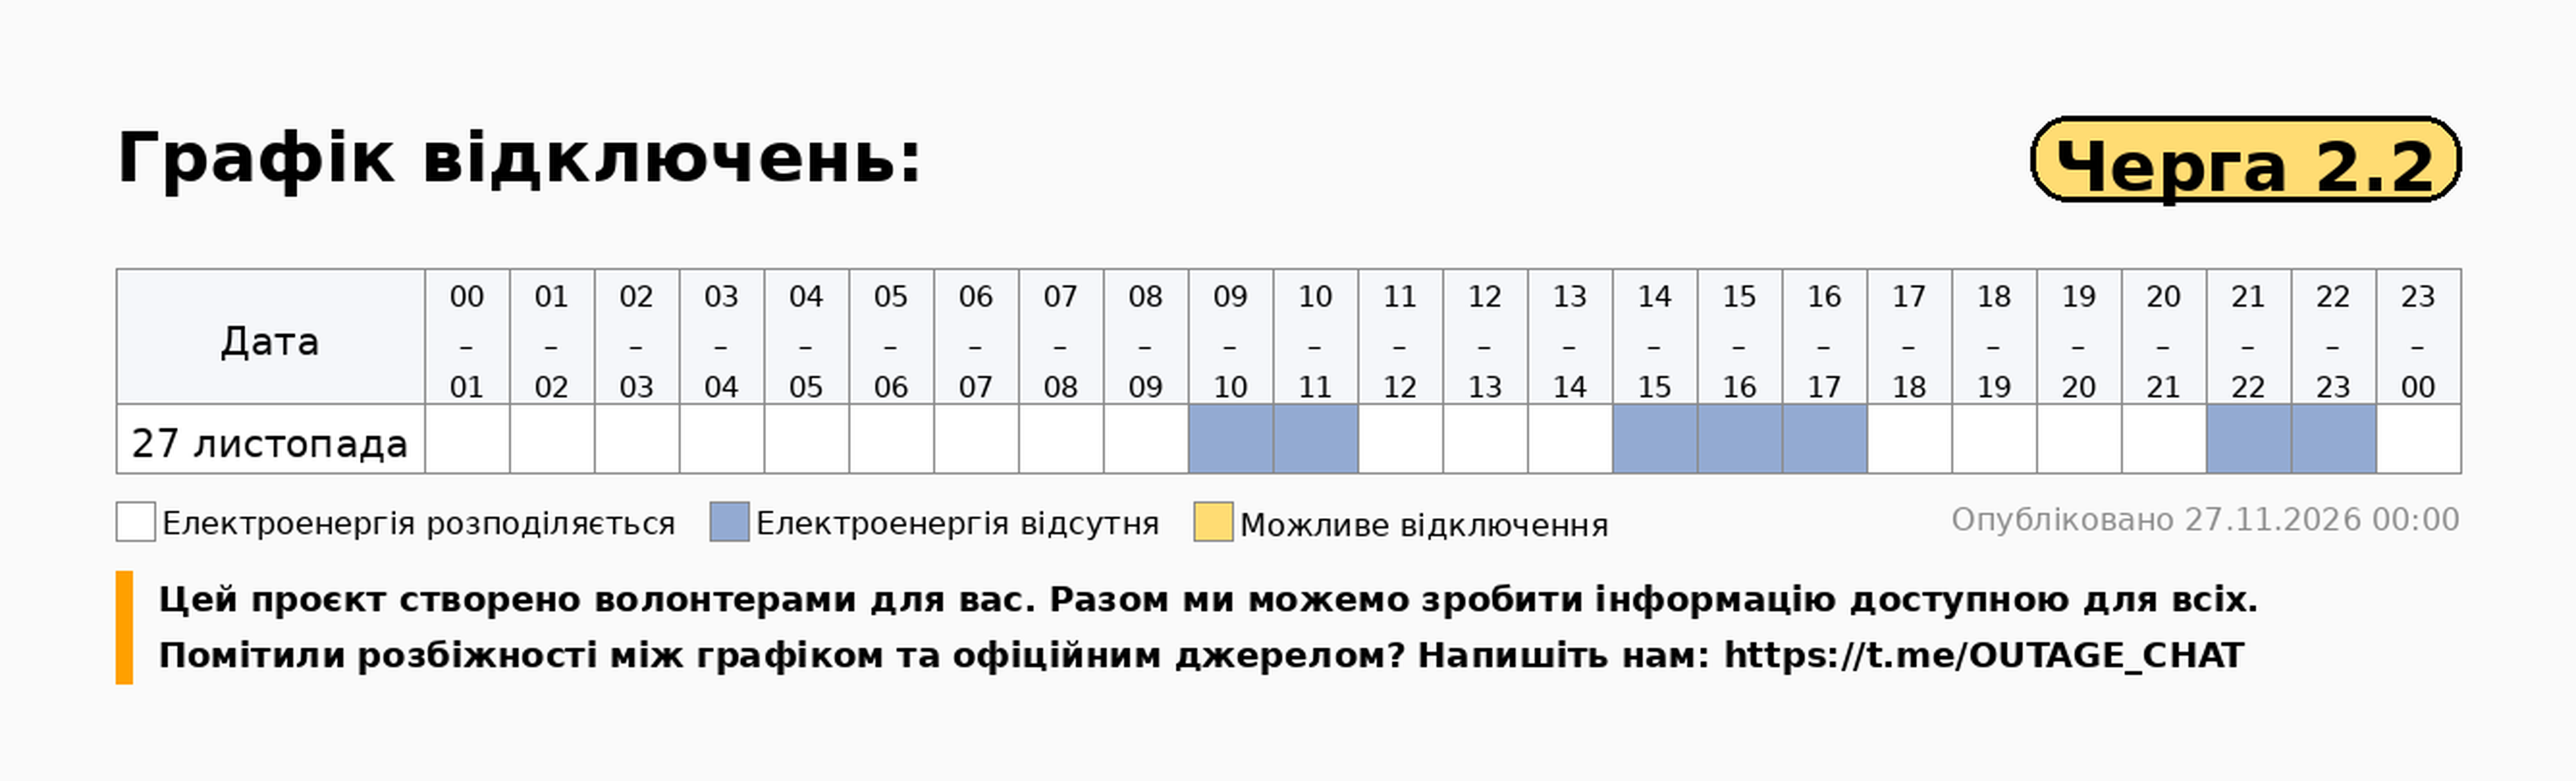 Графік відключень:
Черга 2.2
Дата
00 – 01
01 – 02
02 – 03
03 – 04
04 – 05
05 – 06
06 – 07
07 – 08
08 – 09
09 – 10
10 – 11
11 – 12
12 – 13
13 – 14
14 – 15
15 – 16
16 – 17
17 – 18
18 – 19
19 – 20
20 – 21
21 – 22
22 – 23
23 – 00
27 листопада
Електроенергія розподіляється
Електроенергія відсутня
Можливе відключення
Опубліковано 27.11.2026 00:00
Цей проєкт створено волонтерами для вас. Разом ми можемо зробити інформацію доступною для всіх.
Помітили розбіжності між графіком та офіційним джерелом? Напишіть нам: https://t.me/OUTAGE_CHAT